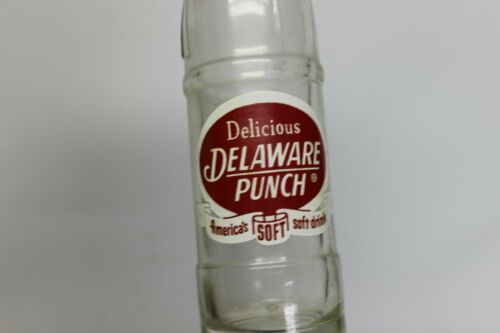 Delicious
DELAWARE
PUNCH®
America's SOFT soft drink